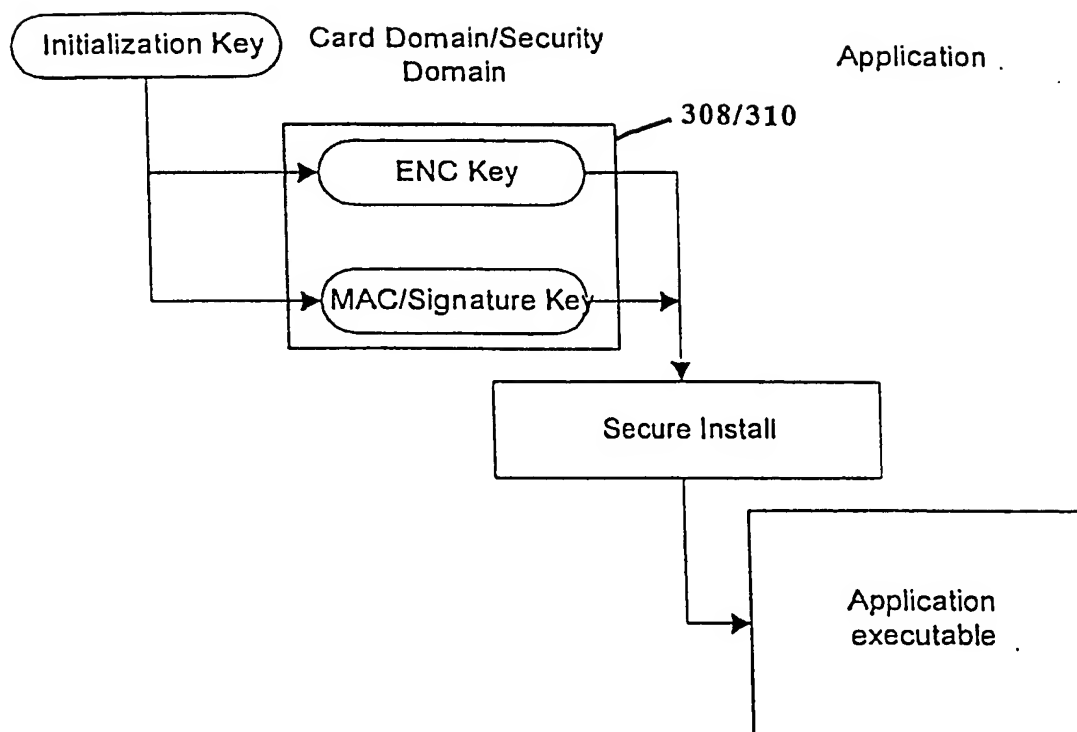 Initialization Key
Card Domain/Security
Domain
Application
308/310
ENC Key
MAC/Signature Key
Secure Install
Application
executable